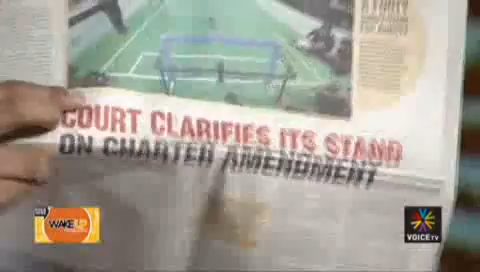 COURT CLARIFIES ITS STAND
ON CHARTER AMENDMENT
WAKE UP
VOICE TV